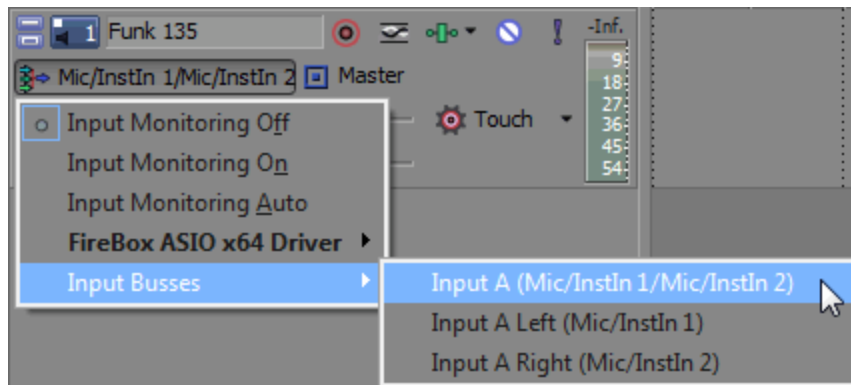 1 Funk 135 -Inf.
Mic/InstIn 1/Mic/InstIn 2 Master
9
18
27
36
45
54
Touch
Input Monitoring Off
Input Monitoring On
Input Monitoring Auto
FireBox ASIO x64 Driver
Input Busses
Input A (Mic/InstIn 1/Mic/InstIn 2)
Input A Left (Mic/InstIn 1)
Input A Right (Mic/InstIn 2)